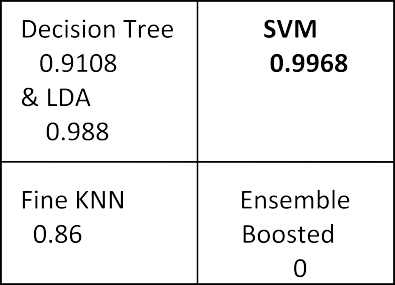 Decision Tree
0.9108
& LDA
0.988
SVM
0.9968
Fine KNN
0.86
Ensemble
Boosted
0